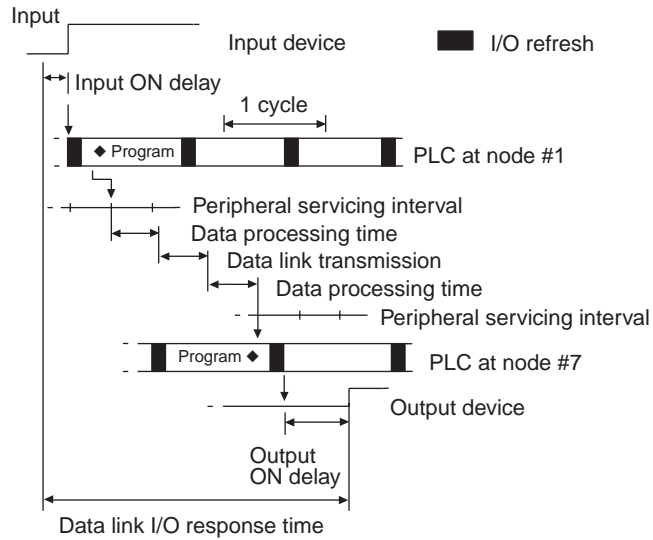 Input
Input device
I/O refresh
Input ON delay
1 cycle
◆ Program
PLC at node #1
Peripheral servicing interval
Data processing time
Data link transmission
Data processing time
Peripheral servicing interval
Program ◆
PLC at node #7
Output device
Output
ON delay
Data link I/O response time